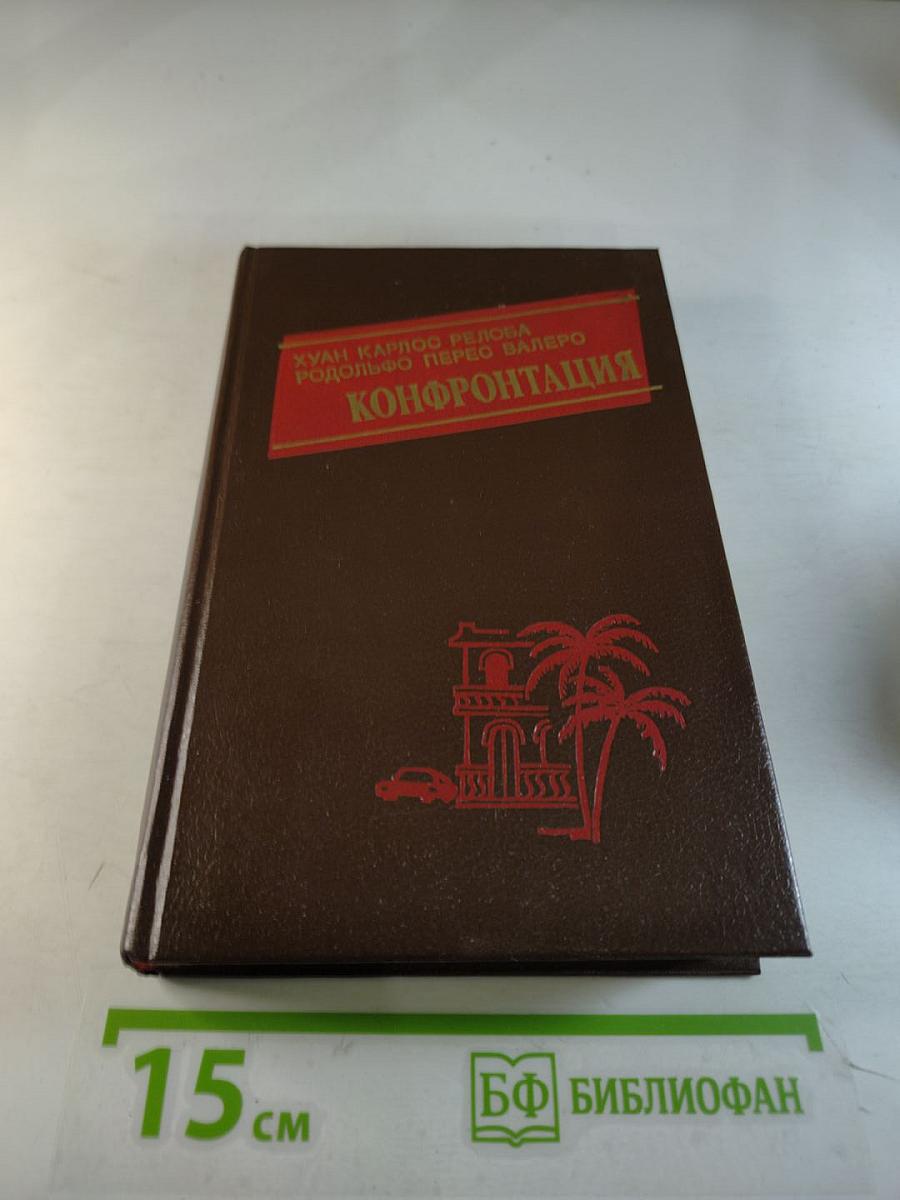 ХУАН КАРЛОС РЕЛОБА
РОДОЛЬФО ПЕРЕС ВАЛЕРО
КОНФРОНТАЦИЯ
15 см
БФ БИБЛИОФАН